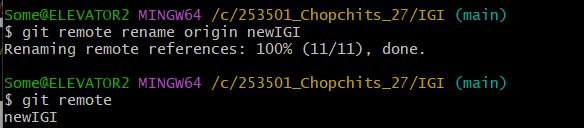 Some@ELEVATOR2 MINGW64 /c/253501_Chopchits_27/IGI (main)
$ git remote rename origin newIGI
Renaming remote references: 100% (11/11), done.
Some@ELEVATOR2 MINGW64 /c/253501_Chopchits_27/IGI (main)
$ git remote
newIGI